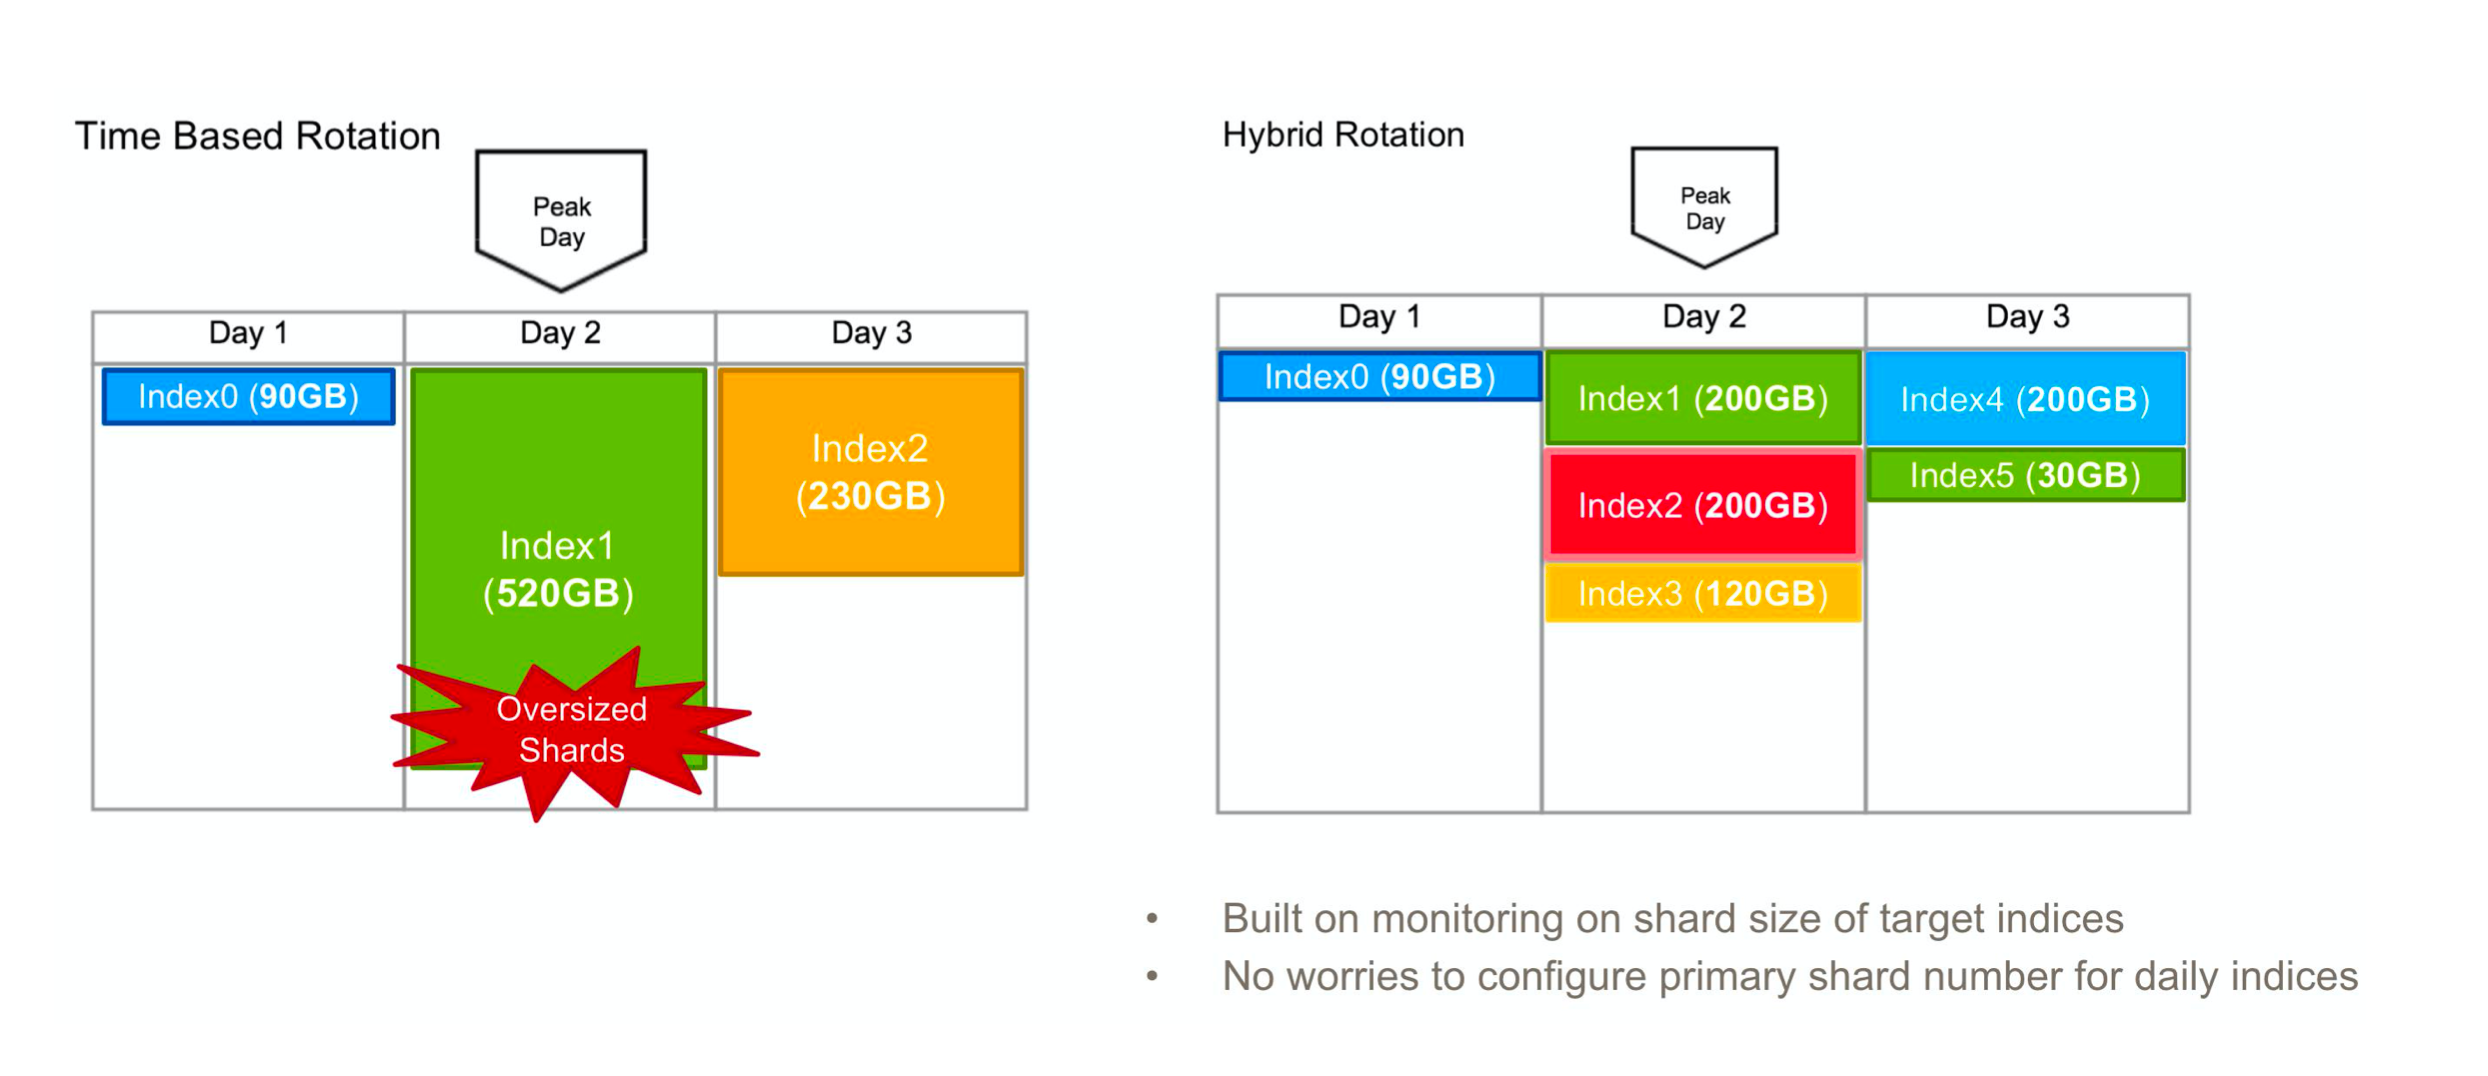 Time Based Rotation
Peak
Day
Day 1
Day 2
Day 3
Index0 (90GB)
Index1
(520GB)
Index2
(230GB)
Oversized
Shards
Hybrid Rotation
Peak
Day
Day 1
Day 2
Day 3
Index0 (90GB)
Index1 (200GB)
Index2 (200GB)
Index3 (120GB)
Index4 (200GB)
Index5 (30GB)
• Built on monitoring on shard size of target indices
• No worries to configure primary shard number for daily indices